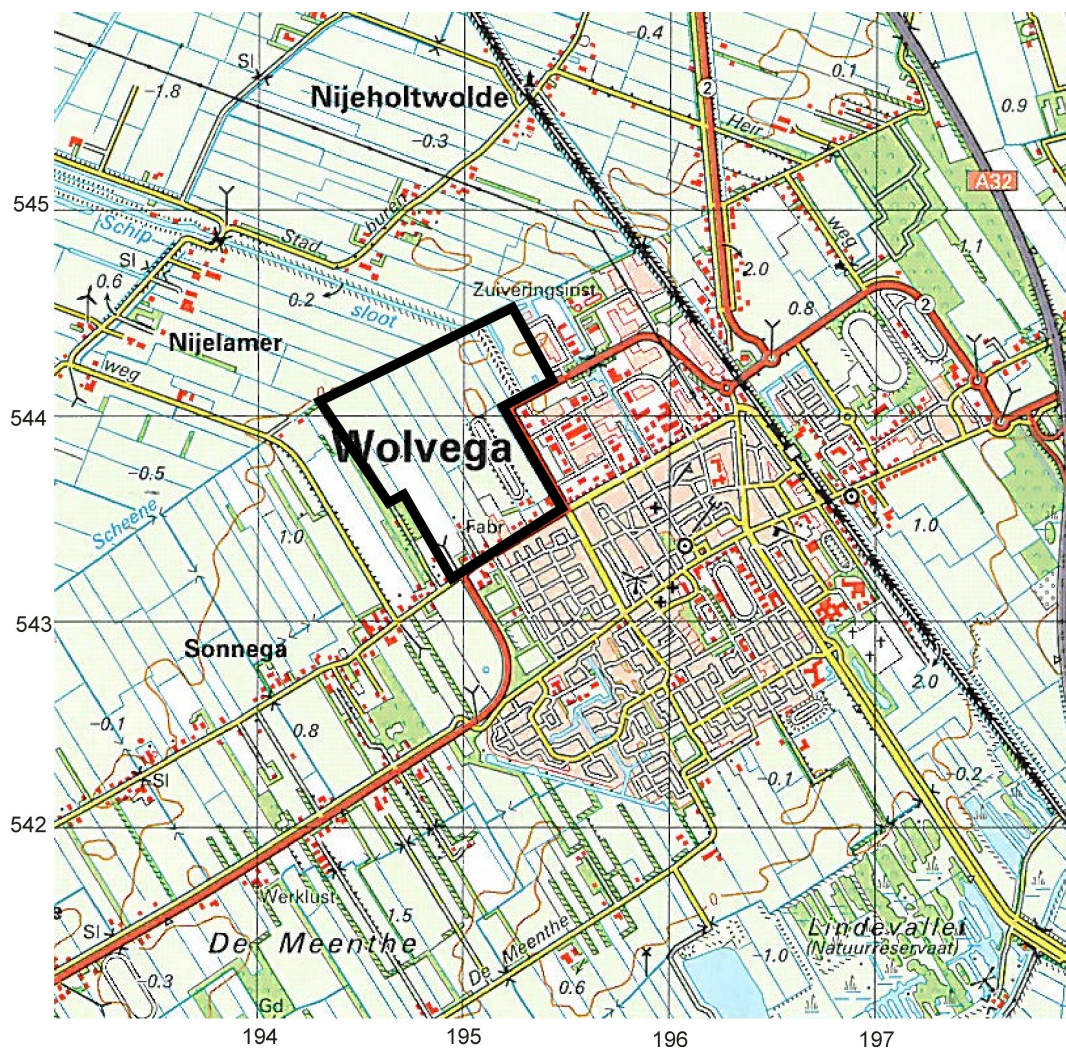 -0.4
Sl
0.1
-1.8
Nijeholtwolde
2
0.9
Heir
-0.3
A32
545
Schip-
Stad
buren
weg
1.1
Sl
2.0
0.6
0.2
Zuiveringsinst.
0.8
2
sloot
Nijelamer
weg
544
Wolvega
-0.5
Scheene
1.0
Fabr
1.0
543
Sonnega
2.0
-0.1
0.8
Sl
-0.1
-0.2
542
Werklust
1.5
0
Lindevallei
(Natuurreservaat)
Sl
De Meenthe
De Meenthe
-1.0
-0.3
0.6
Gd
194
195
196
197